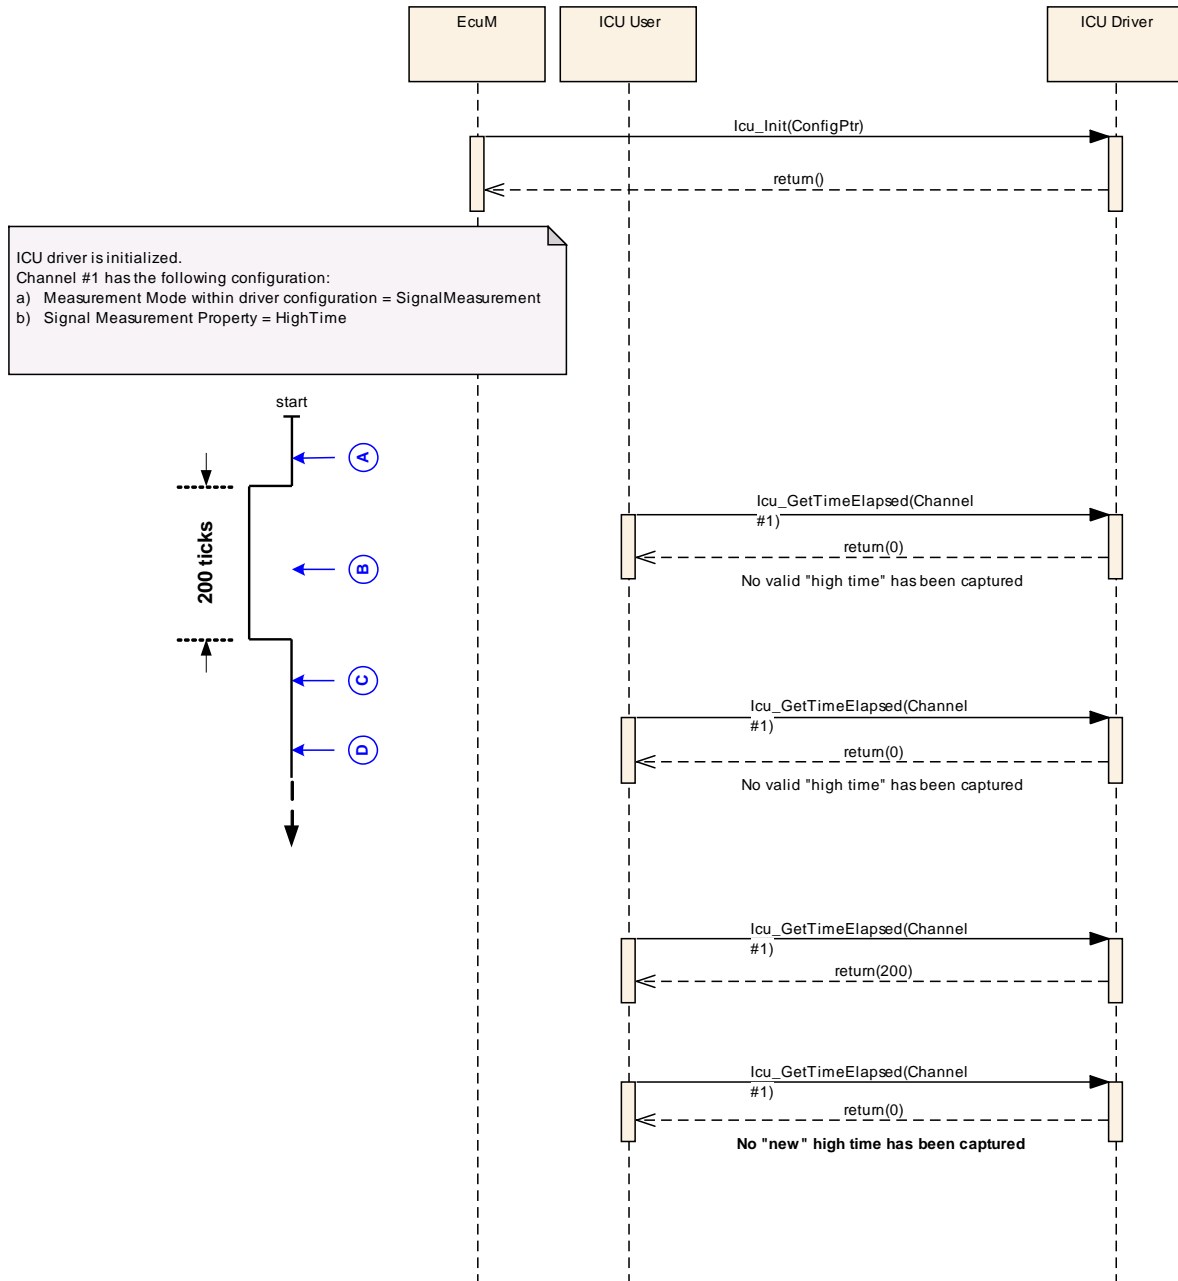 EcuM
ICU User
ICU Driver
Icu_Init(ConfigPtr)
return()
ICU driver is initialized.
Channel #1 has the following configuration:
a) Measurement Mode within driver configuration = SignalMeasurement
b) Signal Measurement Property = HighTime
start
A
200 ticks
B
C
D
Icu_GetTimeElapsed(Channel
#1)
return(0)
No valid "high time" has been captured
Icu_GetTimeElapsed(Channel
#1)
return(0)
No valid "high time" has been captured
Icu_GetTimeElapsed(Channel
#1)
return(200)
Icu_GetTimeElapsed(Channel
#1)
return(0)
No "new" high time has been captured